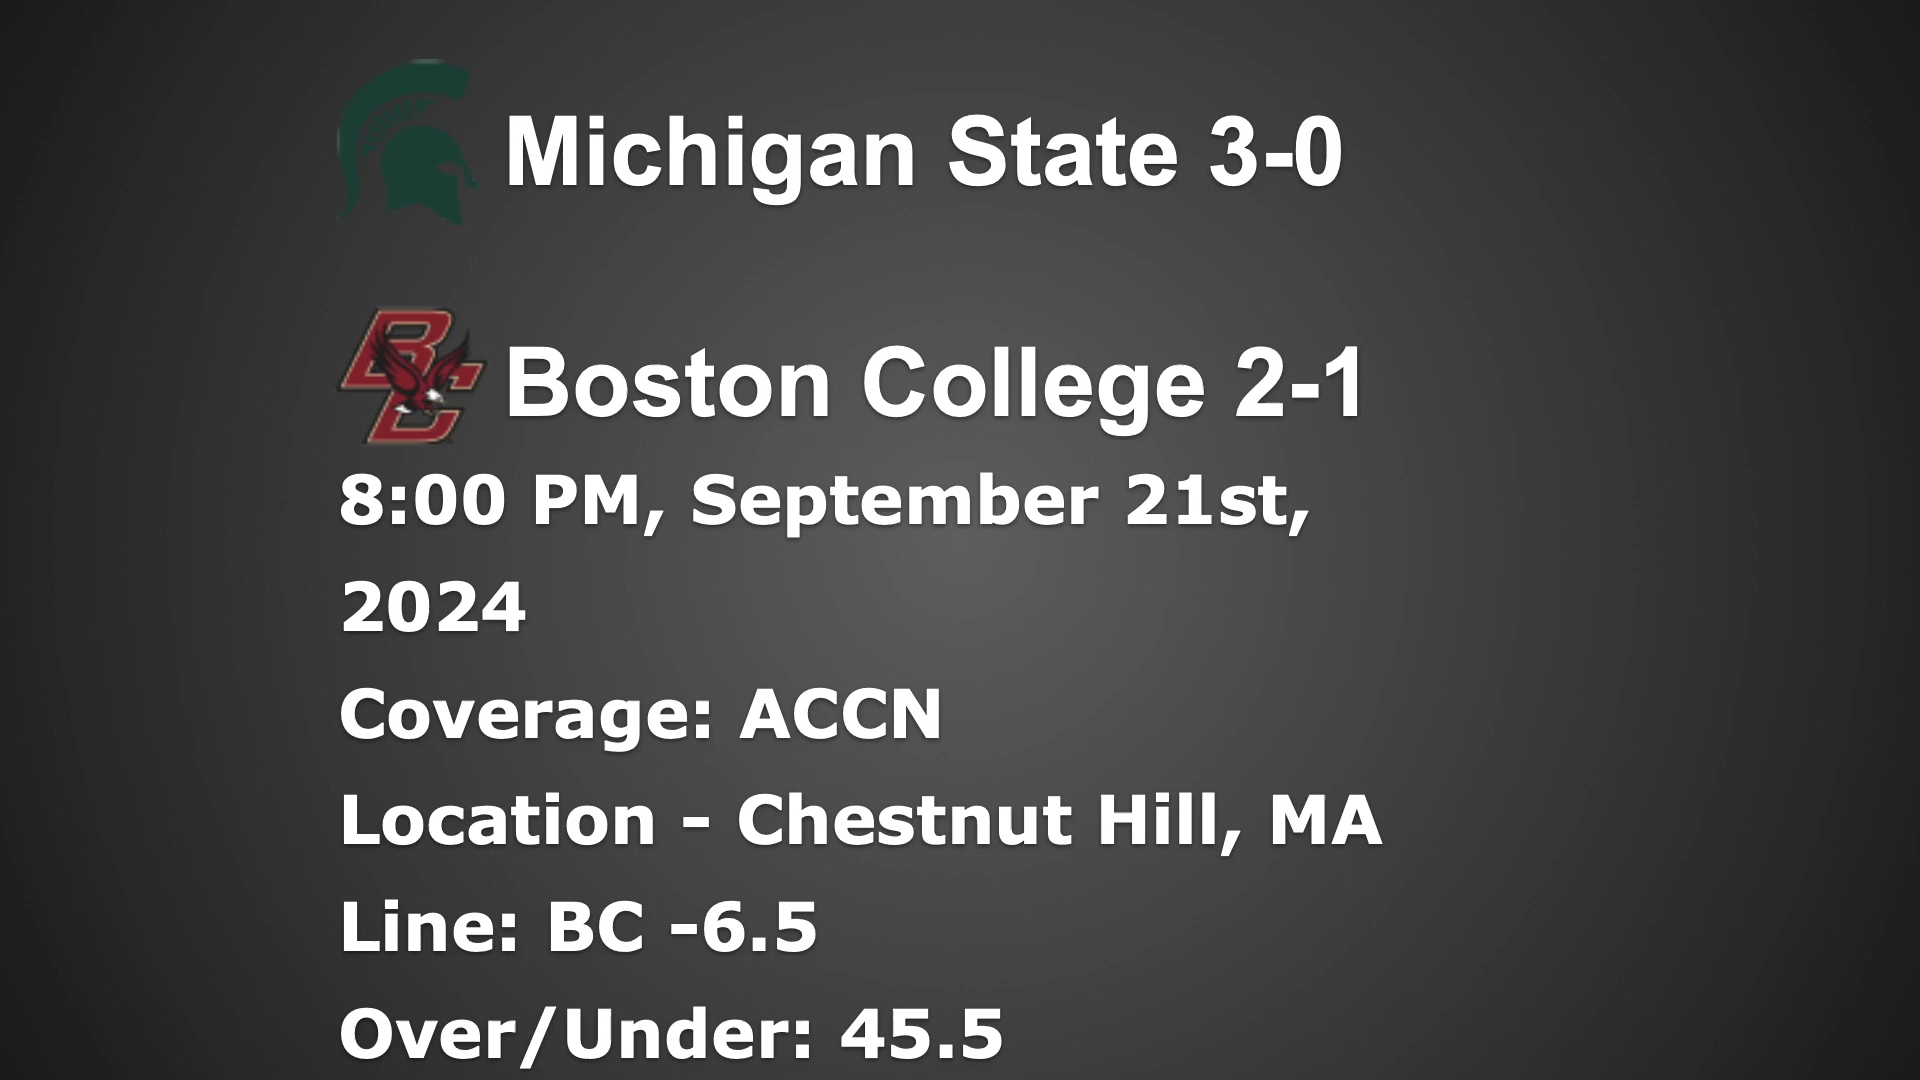 Michigan State 3-0
Boston College 2-1
8:00 PM, September 21st,
2024
Coverage: ACCN
Location - Chestnut Hill, MA
Line: BC -6.5
Over/Under: 45.5